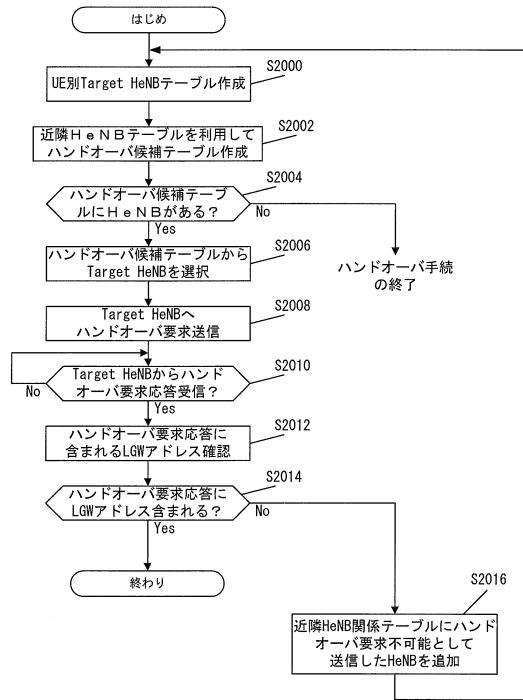 はじめ
S2000
UE別Target HeNBテーブル作成
S2002
近隣HeNBテーブルを利用して
ハンドオーバ候補テーブル作成
S2004
ハンドオーバ候補テーブ
ルにHeNBがある?
No
Yes
S2006
ハンドオーバ候補テーブルから
Target HeNBを選択
ハンドオーバ手続
の終了
S2008
Target HeNBへ
ハンドオーバ要求送信
S2010
Target HeNBからハンド
オーバ要求応答受信?
No
Yes
S2012
ハンドオーバ要求応答に
含まれるLGWアドレス確認
S2014
ハンドオーバ要求応答に
LGWアドレス含まれる?
No
Yes
終わり
S2016
近隣HeNB関係テーブルにハンド
オーバ要求不可能として
送信したHeNBを追加